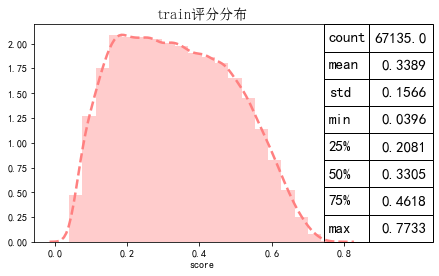 train评分分布
2.00
1.75
1.50
1.25
1.00
0.75
0.50
0.25
0.00
0.0 0.2 0.4 0.6 0.8
score
count 67135.0
mean 0.3389
std 0.1566
min 0.0396
25% 0.2081
50% 0.3305
75% 0.4618
max 0.7733